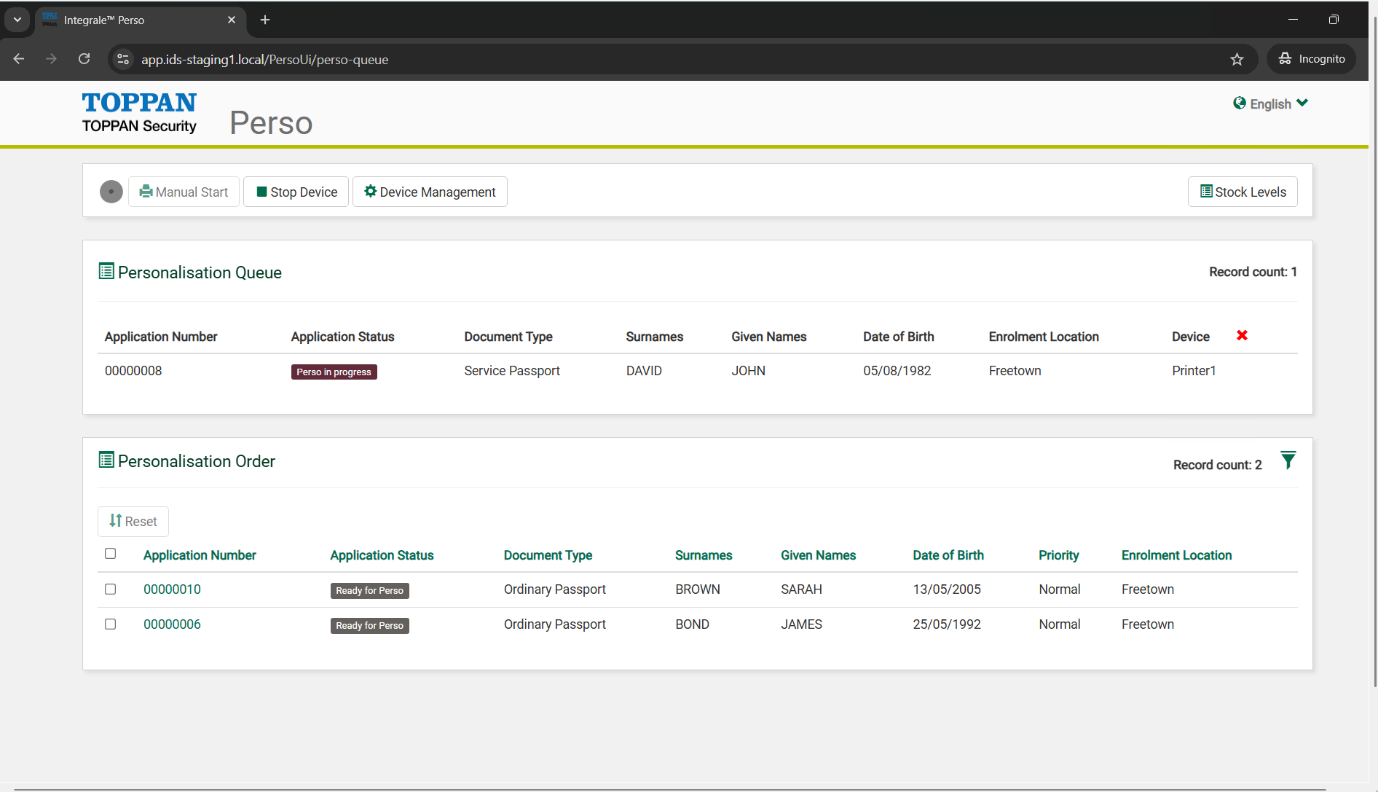 Integrale™ Perso
app.ids-staging1.local/PersoUi/perso-queue
Incognito
TOPPAN
TOPPAN Security
Perso
English
Manual Start
Stop Device
Device Management
Stock Levels
Personalisation Queue
Record count: 1
Application Number Application Status Document Type Surnames Given Names Date of Birth Enrolment Location Device
00000008 Perso in progress Service Passport DAVID JOHN 05/08/1982 Freetown Printer1
Personalisation Order
Record count: 2
Reset
Application Number Application Status Document Type Surnames Given Names Date of Birth Priority Enrolment Location
00000010 Ready for Perso Ordinary Passport BROWN SARAH 13/05/2005 Normal Freetown
00000006 Ready for Perso Ordinary Passport BOND JAMES 25/05/1992 Normal Freetown